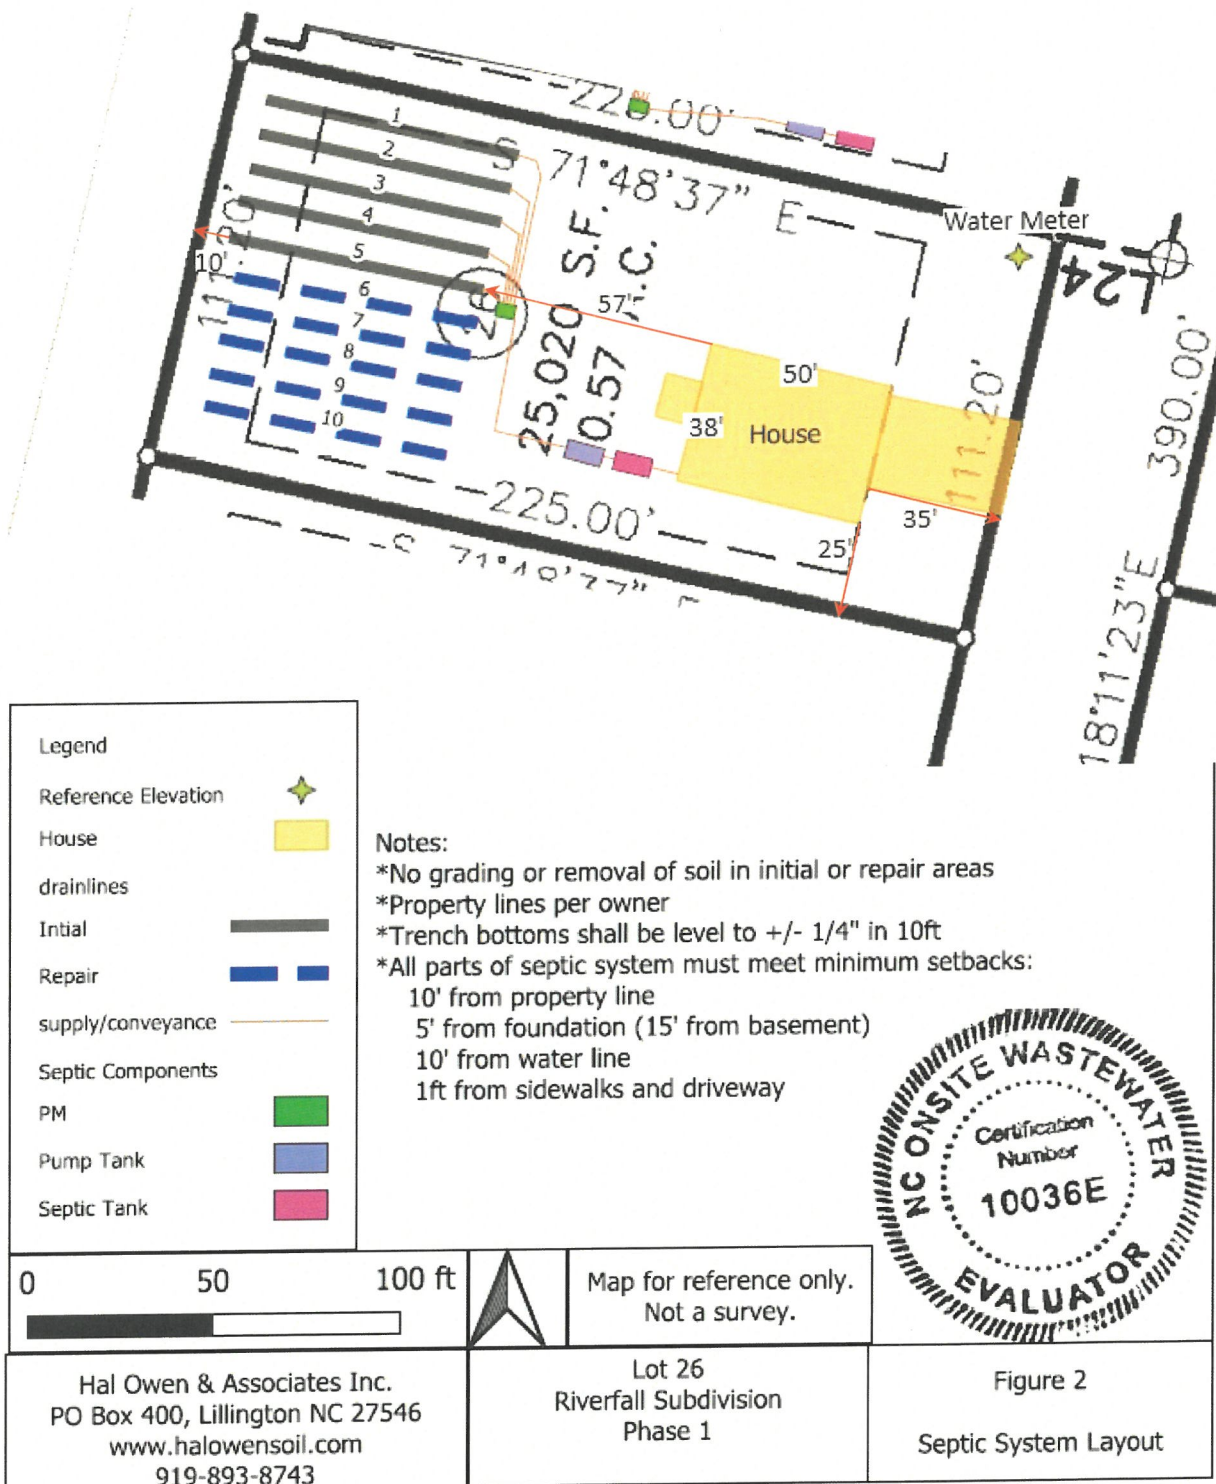 -225.00'
S 71°48'37" E
1
2
3
4
5
6
7
8
9
10
10'
111.20'
26
25,020 S.F.
0.57 A.C.
57'
50'
38'
House
Water Meter
24
111.20'
390.00'
35'
25'
-225.00'
S 71°48'37" E
18°11'23"E
Legend
Reference Elevation
House
drainlines
Intial
Repair
supply/conveyance
Septic Components
PM
Pump Tank
Septic Tank
Notes:
*No grading or removal of soil in initial or repair areas
*Property lines per owner
*Trench bottoms shall be level to +/- 1/4" in 10ft
*All parts of septic system must meet minimum setbacks:
10' from property line
5' from foundation (15' from basement)
10' from water line
1ft from sidewalks and driveway
NC ONSITE WASTEWATER
Certification
Number
10036E
EVALUATOR
0 50 100 ft
Map for reference only.
Not a survey.
Hal Owen & Associates Inc.
PO Box 400, Lillington NC 27546
www.halowensoil.com
919-893-8743
Lot 26
Riverfall Subdivision
Phase 1
Figure 2
Septic System Layout